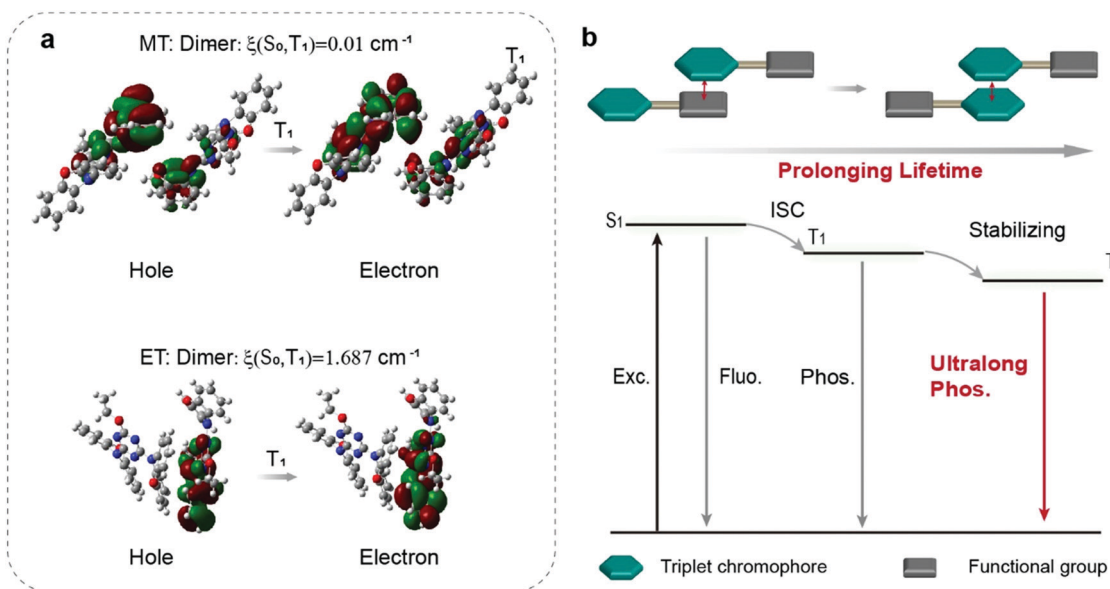 a
MT: Dimer: ξ(S₀,T₁)=0.01 cm⁻¹
T₁
T₁
Hole
Electron
ET: Dimer: ξ(S₀,T₁)=1.687 cm⁻¹
T₁
Hole
Electron
b
Prolonging Lifetime
S₁
ISC
T₁
Stabilizing
Exc.
Fluo.
Phos.
Ultralong
Phos.
Triplet chromophore
Functional group